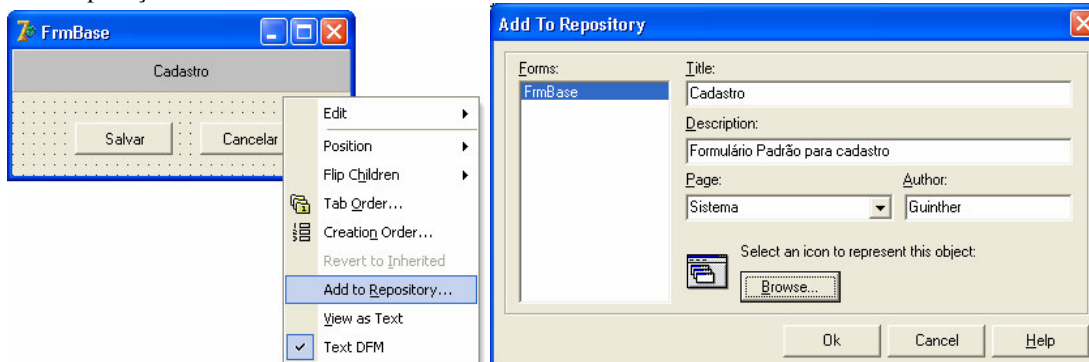 FrmBase
Cadastro
Salvar
Cancelar
Edit
Position
Flip Children
Tab Order...
Creation Order...
Revert to Inherited
Add to Repository...
View as Text
Text DFM
Add To Repository
Forms:
FrmBase
Title:
Cadastro
Description:
Formulário Padrão para cadastro
Page:
Author:
Sistema
Guinther
Select an icon to represent this object:
Browse...
Ok
Cancel
Help